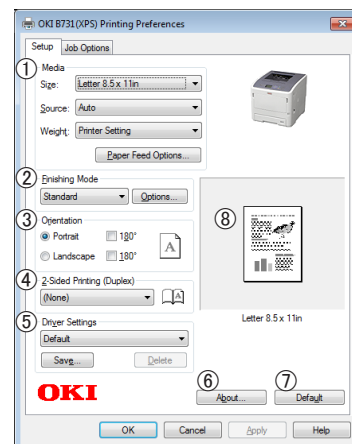 OKI B731(XPS) Printing Preferences
Setup Job Options
① Media
Size: Letter 8.5 x 11in
Source: Auto
Weight: Printer Setting
Paper Feed Options...
② Finishing Mode
Standard Options...
③ Orientation
Portrait 180°
Landscape 180°
A
④ 2-Sided Printing (Duplex)
(None)
A
⑤ Driver Settings
Default
Save... Delete
⑧
Letter 8.5 x 11in
OKI
⑥ ⑦
About... Default
OK Cancel Apply Help